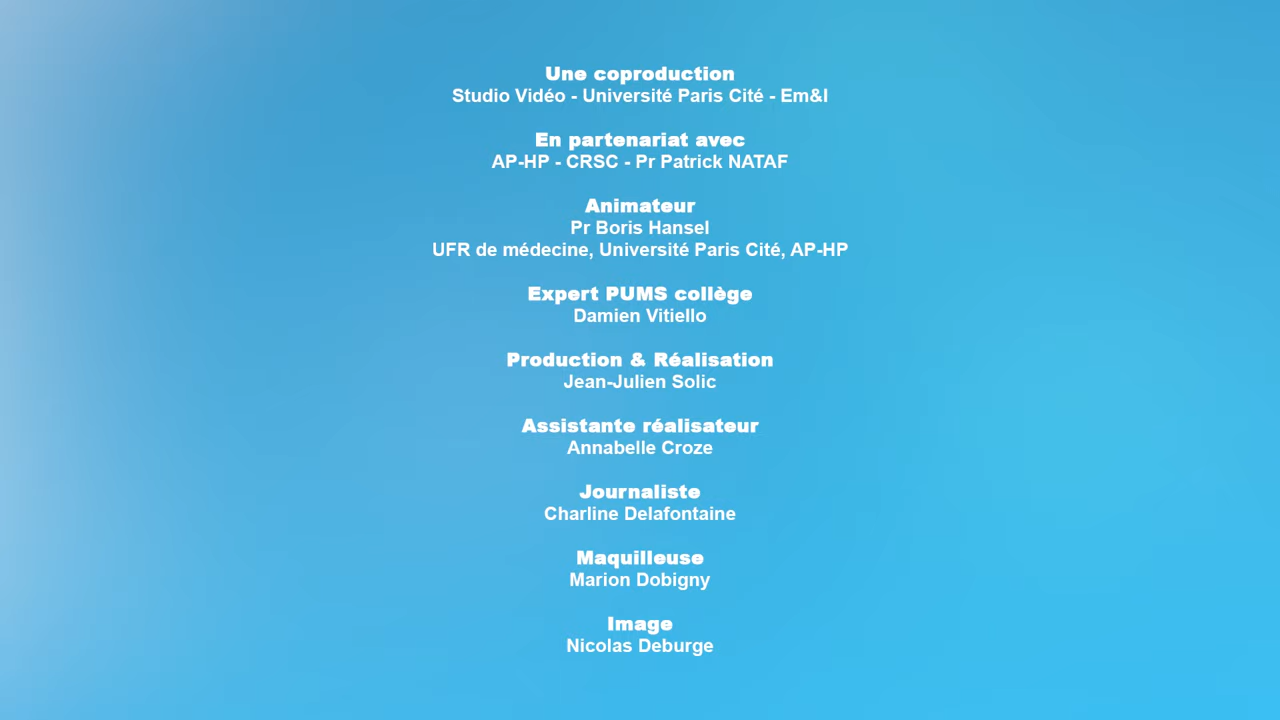 Une coproduction
Studio Vidéo - Université Paris Cité - Em&I
En partenariat avec
AP-HP - CRSC - Pr Patrick NATAF
Animateur
Pr Boris Hansel
UFR de médecine, Université Paris Cité, AP-HP
Expert PUMS collège
Damien Vitiello
Production & Réalisation
Jean-Julien Solic
Assistante réalisateur
Annabelle Croze
Journaliste
Charline Delafontaine
Maquilleuse
Marion Dobigny
Image
Nicolas Deburge